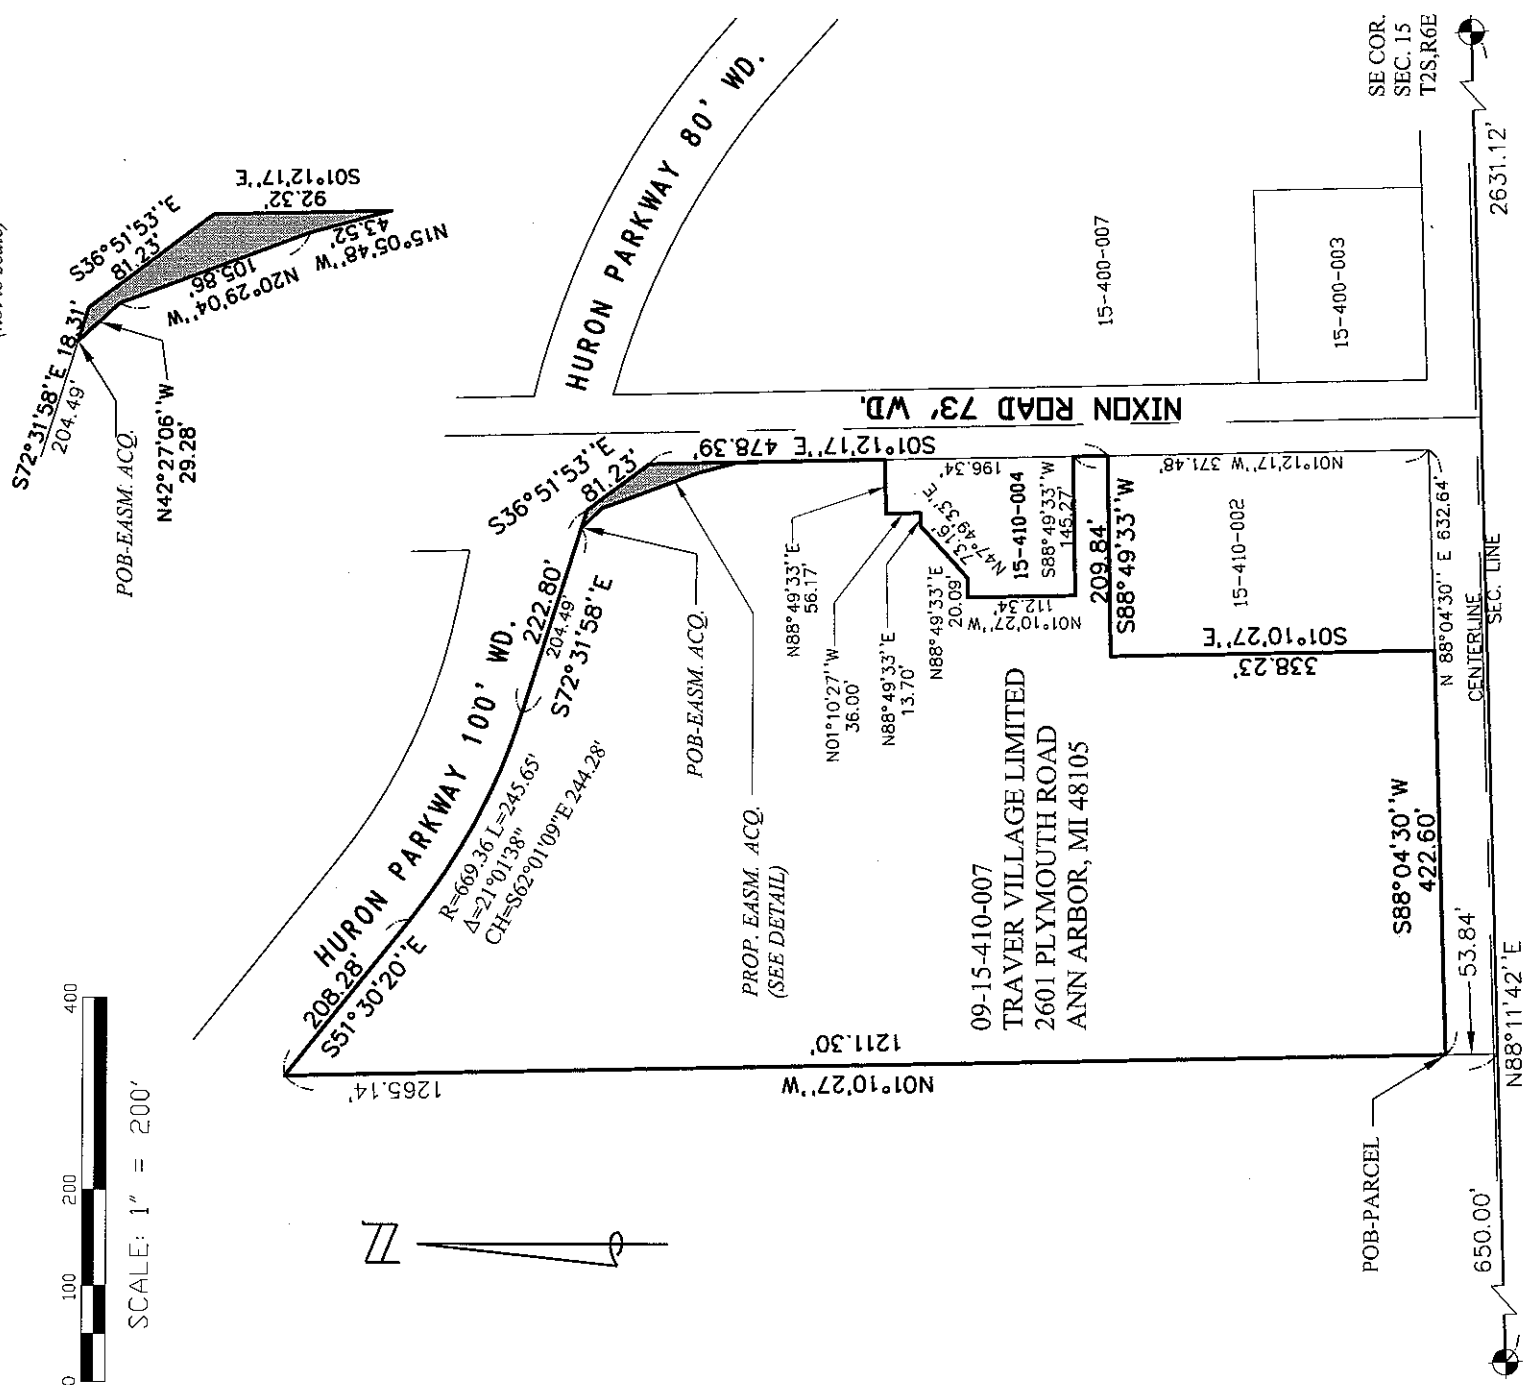 S72°31'58''E 18.31'
204.49'
S36°51'53''E
81.23'
S01°12'17''E
92.32'
N15°05'48''W
43.52'
N20°29'04''W
105.86'
POB-EASM. ACQ.
N42°27'06''W
29.28'
HURON PARKWAY 80' WD.
SE COR.
SEC. 15
T2S,R6E
0 100 200 400
SCALE: 1" = 200'
HURON PARKWAY 100' WD.
208.28'
S51°30'20''E
R=669.36 L=245.65'
Δ=21°01'38"
CH=S62°01'09"E 244.28'
222.80'
204.49'
S72°31'58''E
S36°51'53''E
81.23'
S01°12'17''E 478.39'
NIXON ROAD 73' WD.
POB-EASM. ACQ.
PROP. EASM. ACQ.
(SEE DETAIL)
N88°49'33''E
56.17'
N01°10'27''W
36.00'
N88°49'33''E
13.70'
N47°49'33''E
73.16'
N88°49'33''E
20.09'
N01°10'27''W
112.34'
196.34'
15-410-004
S88°49'33''W
145.27'
209.84'
S88°49'33''W
N01°12'17''W 371.48'
15-410-002
S01°10'27''E
338.23'
15-400-007
15-400-003
09-15-410-007
TRAVER VILLAGE LIMITED
2601 PLYMOUTH ROAD
ANN ARBOR, MI 48105
1265.14'
1211.30'
N01°10'27''W
S88°04'30''W
422.60'
N 88°04'30'' E 632.64'
CENTERLINE
SEC. LINE
53.84'
POB-PARCEL
650.00'
N88°11'42''E
2631.12'